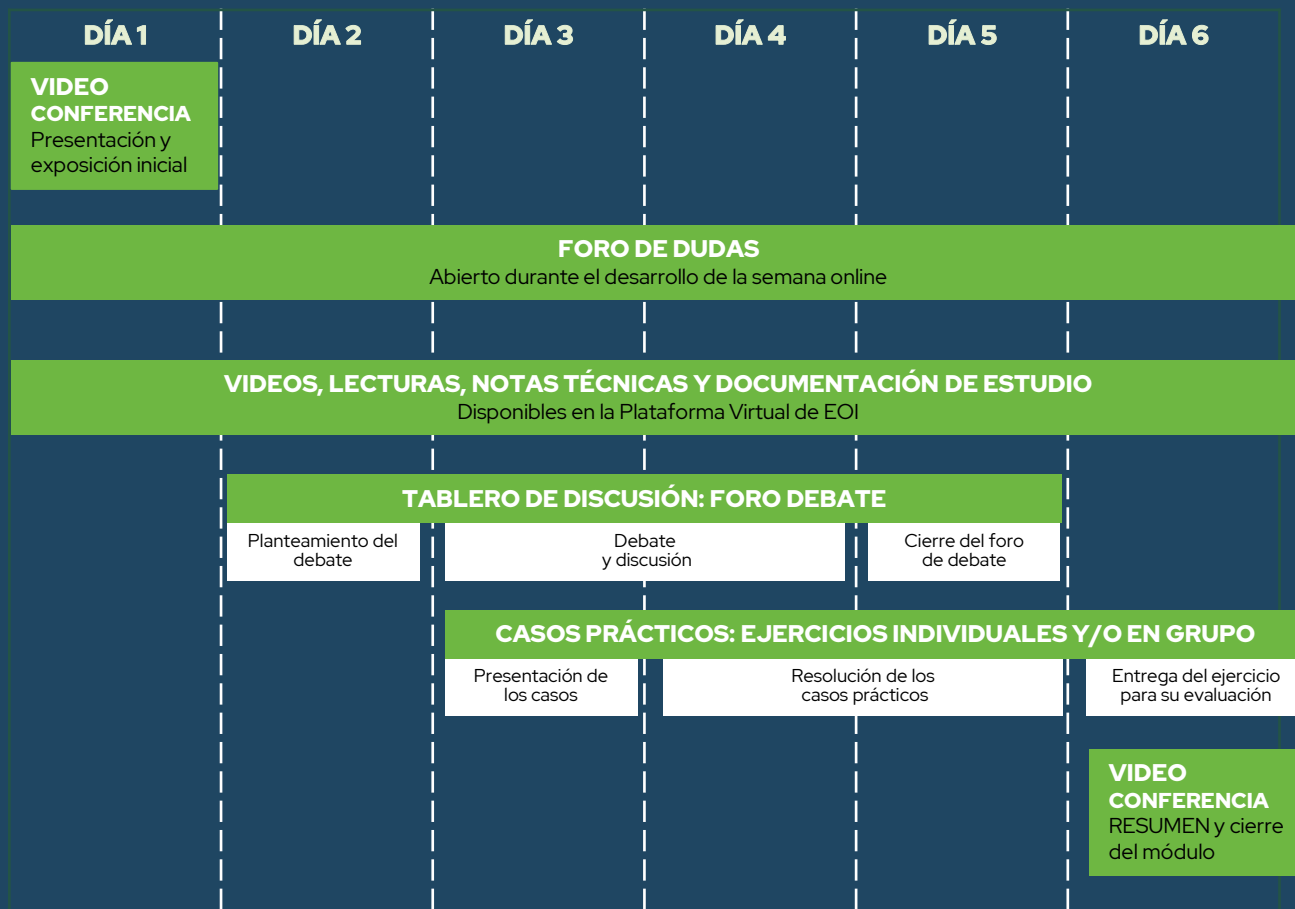 DÍA 1
DÍA 2
DÍA 3
DÍA 4
DÍA 5
DÍA 6
VIDEO
CONFERENCIA
Presentación y
exposición inicial
FORO DE DUDAS
Abierto durante el desarrollo de la semana online
VIDEOS, LECTURAS, NOTAS TÉCNICAS Y DOCUMENTACIÓN DE ESTUDIO
Disponibles en la Plataforma Virtual de EOI
TABLERO DE DISCUSIÓN: FORO DEBATE
Planteamiento del
debate
Debate
y discusión
Cierre del foro
de debate
CASOS PRÁCTICOS: EJERCICIOS INDIVIDUALES Y/O EN GRUPO
Presentación de
los casos
Resolución de los
casos prácticos
Entrega del ejercicio
para su evaluación
VIDEO
CONFERENCIA
RESUMEN y cierre
del módulo